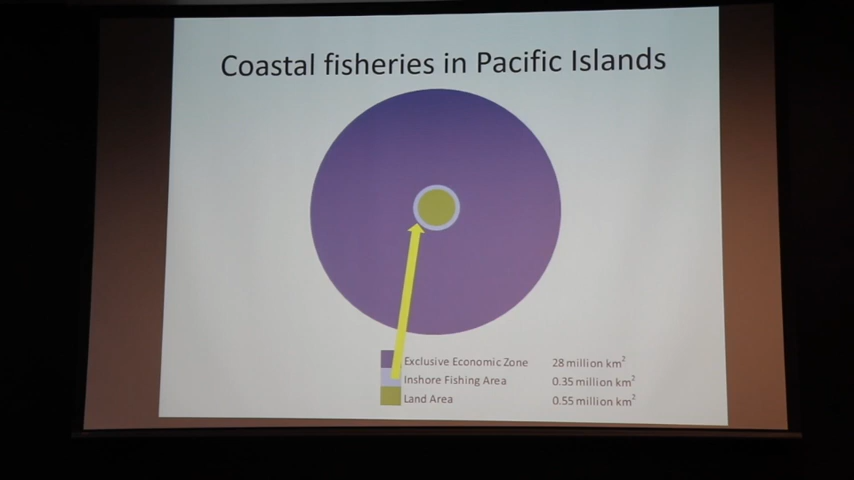 Coastal fisheries in Pacific Islands
Exclusive Economic Zone 28 million km²
Inshore Fishing Area 0.35 million km²
Land Area 0.55 million km²